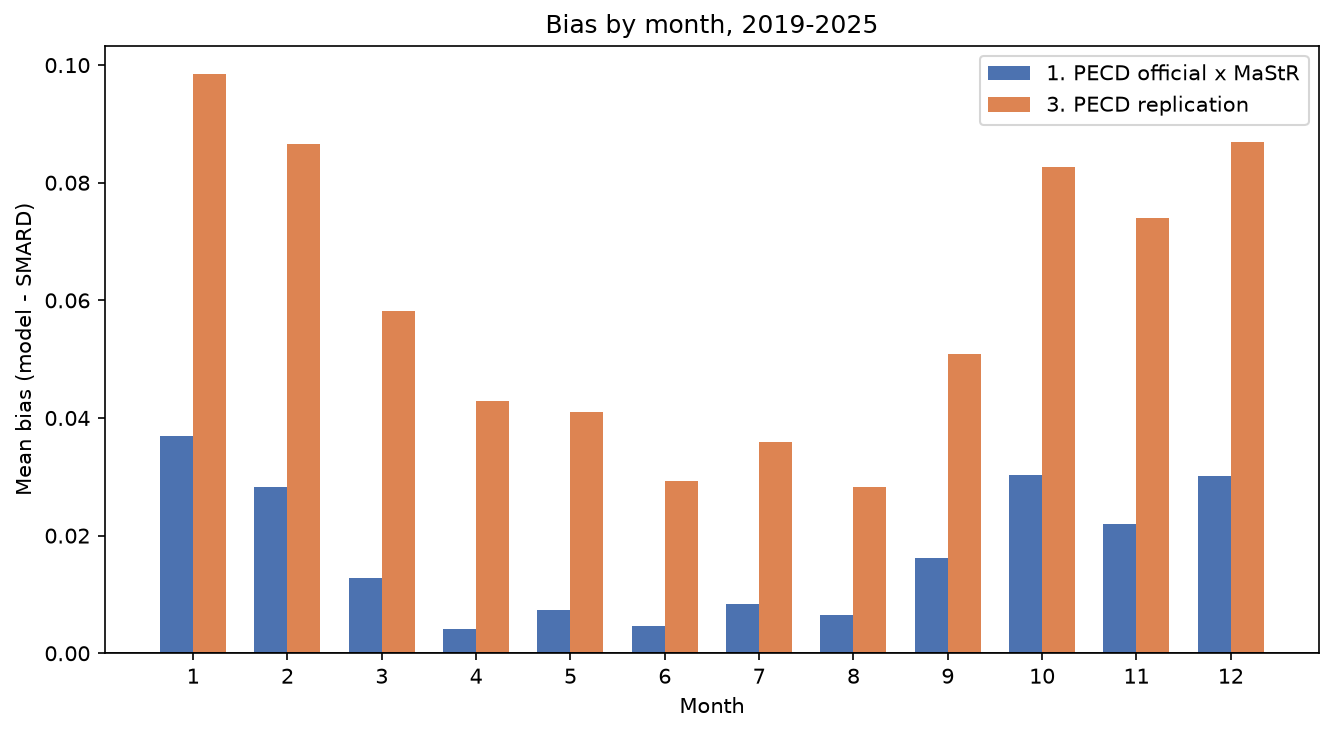 Bias by month, 2019-2025
1. PECD official x MaStR
3. PECD replication
Mean bias (model - SMARD)
0.10
0.08
0.06
0.04
0.02
0.00
1 2 3 4 5 6 7 8 9 10 11 12
Month